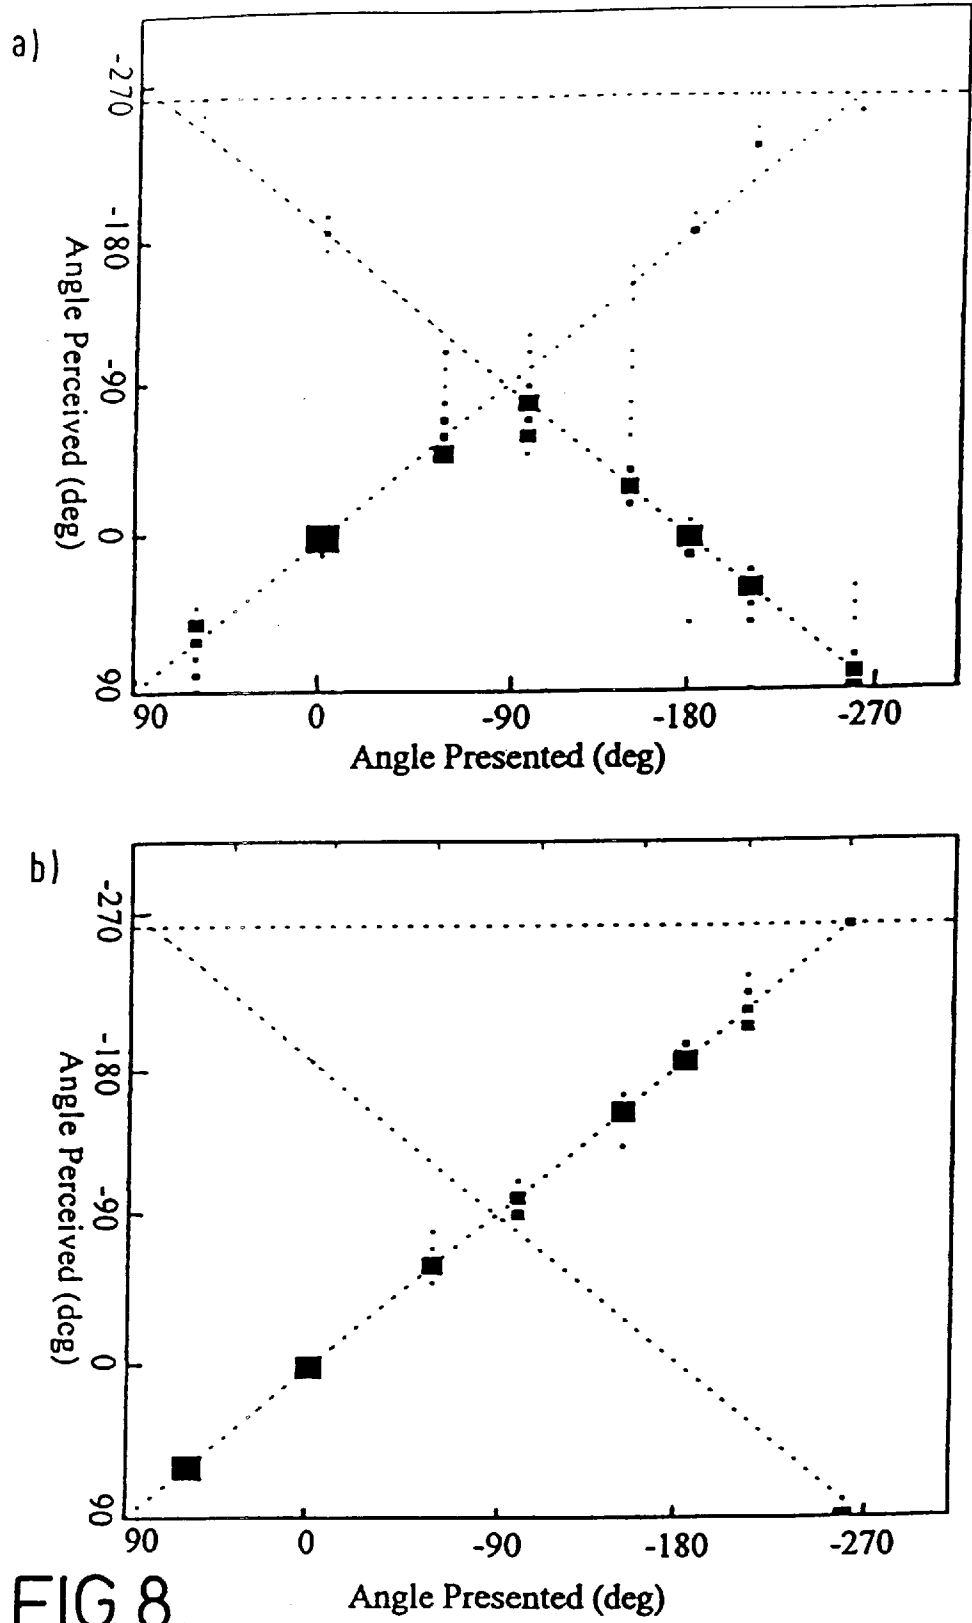 a)
-270
-180
-90
0
90
Angle Perceived (deg)
90 0 -90 -180 -270
Angle Presented (deg)
b)
-270
-180
-90
0
90
Angle Perceived (dcg)
90 0 -90 -180 -270
Angle Presented (deg)
FIG 8